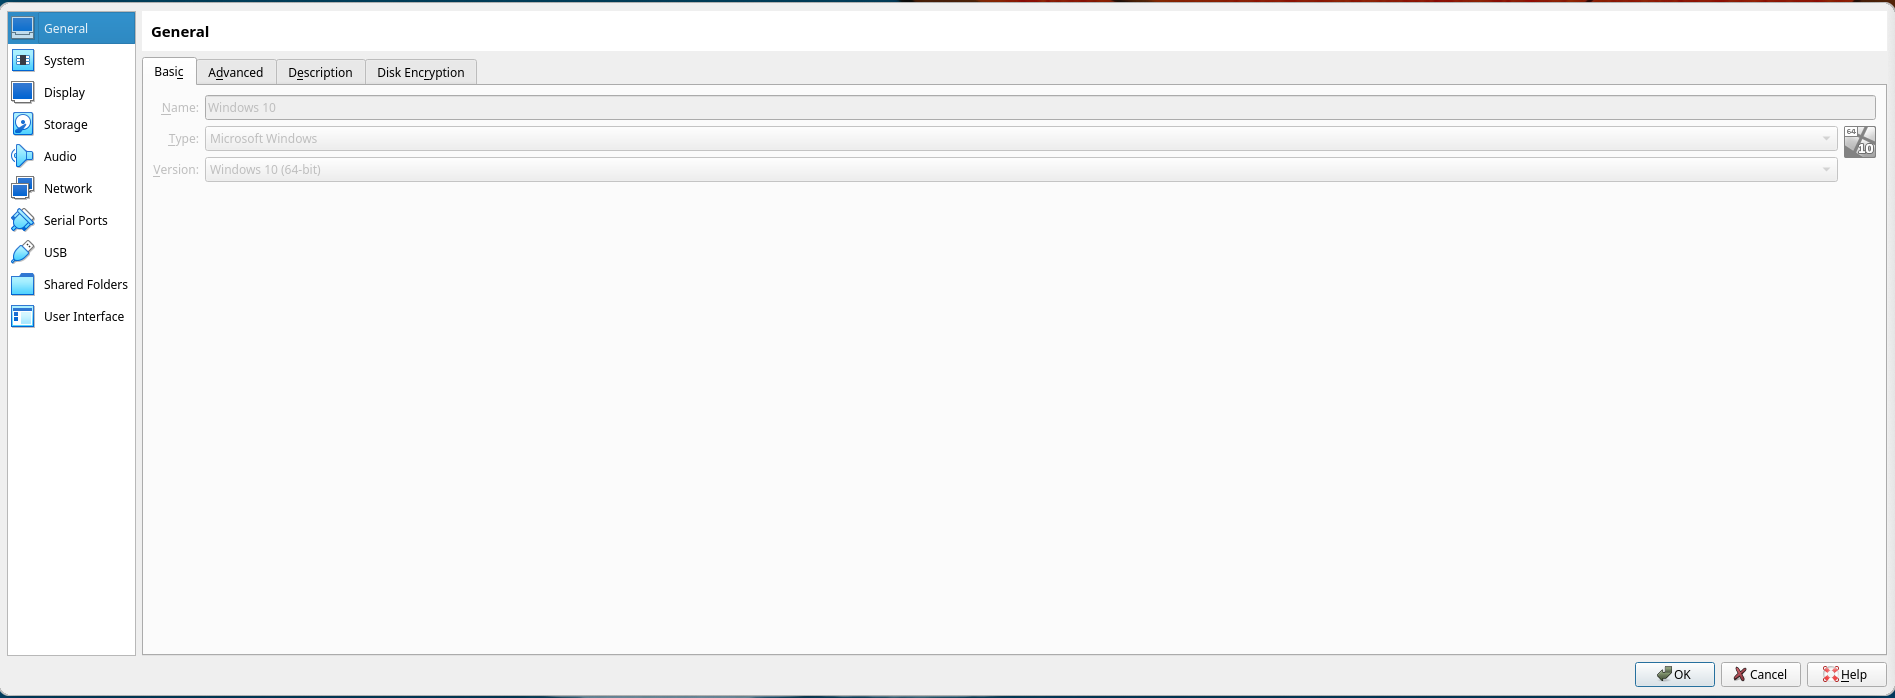 General
System
Display
Storage
Audio
Network
Serial Ports
USB
Shared Folders
User Interface
General
Basic Advanced Description Disk Encryption
Name: Windows 10
Type: Microsoft Windows
64
10
Version: Windows 10 (64-bit)
OK Cancel Help